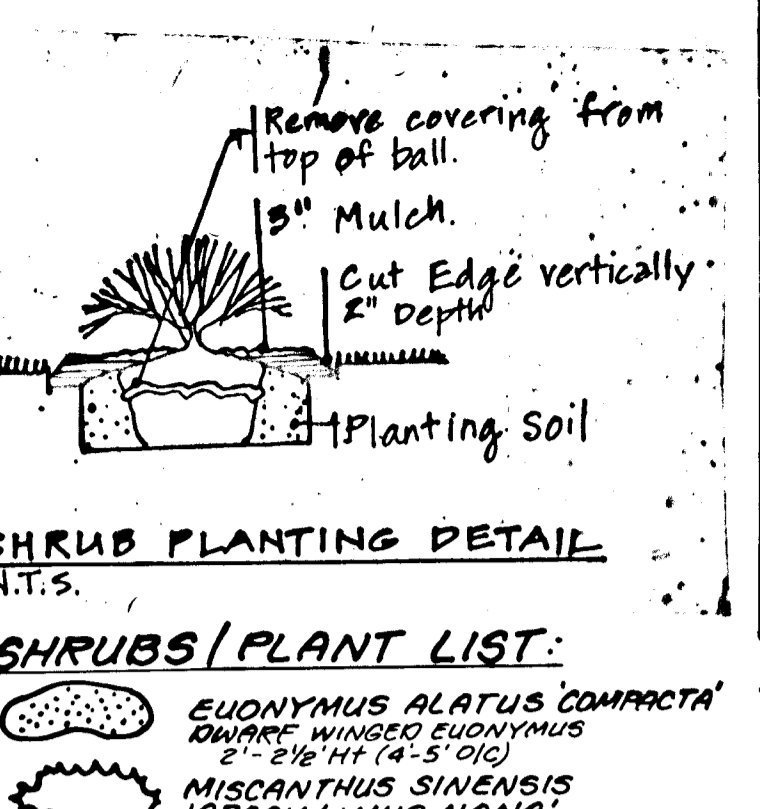 Remove covering from
top of ball.
3" Mulch.
Cut Edge vertically
2" Depth
Planting Soil
SHRUB PLANTING DETAIL
N.T.S.
SHRUBS/PLANT LIST:
EUONYMUS ALATUS 'COMPACTA'
DWARF WINGED EUONYMUS
2'-2½' Ht (4'-5' O/C)
MISCANTHUS SINENSIS